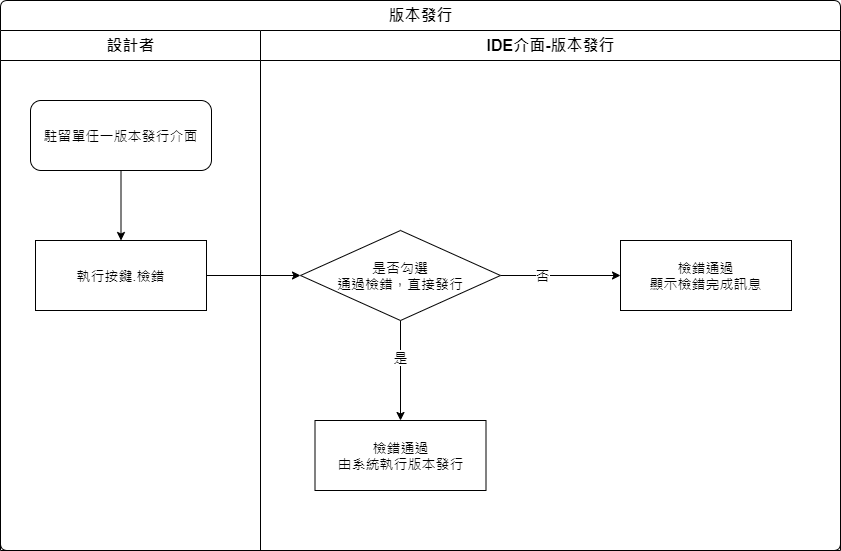 版本發行
設計者
IDE介面-版本發行
駐留單任一版本發行介面
執行按鍵.檢錯
是否勾選
通過檢錯，直接發行
否
檢錯通過
顯示檢錯完成訊息
是
檢錯通過
由系統執行版本發行